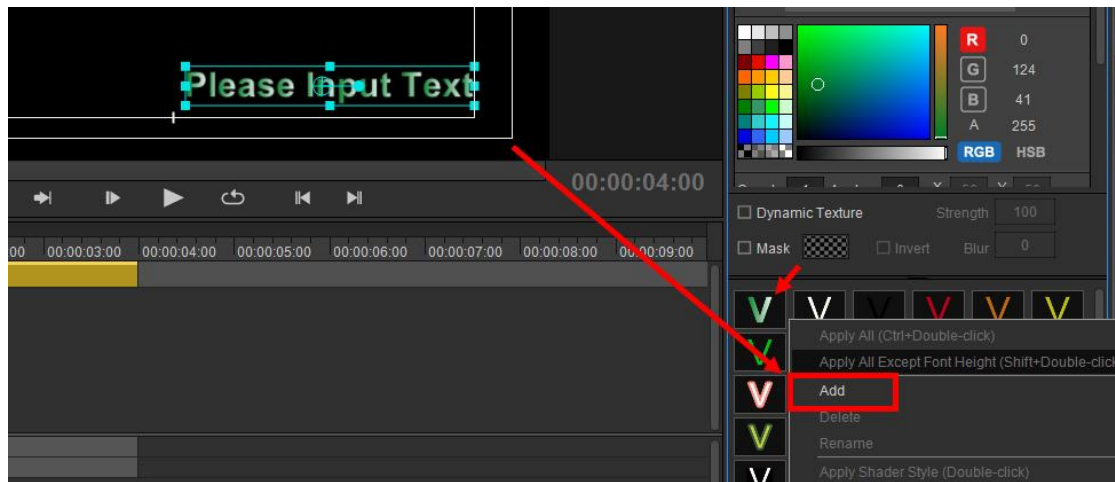 Please Input Text
00:00:04:00
00 00:00:03:00 00:00:04:00 00:00:05:00 00:00:06:00 00:00:07:00 00:00:08:00 00:00:09:00
R 0
G 124
B 41
A 255
RGB HSB
Dynamic Texture Strength 100
Mask Invert Blur 0
V V V V V V
V
V
V
V
Apply All (Ctrl+Double-click)
Apply All Except Font Height (Shift+Double-click
Add
Delete
Rename
Apply Shader Style (Double-click)